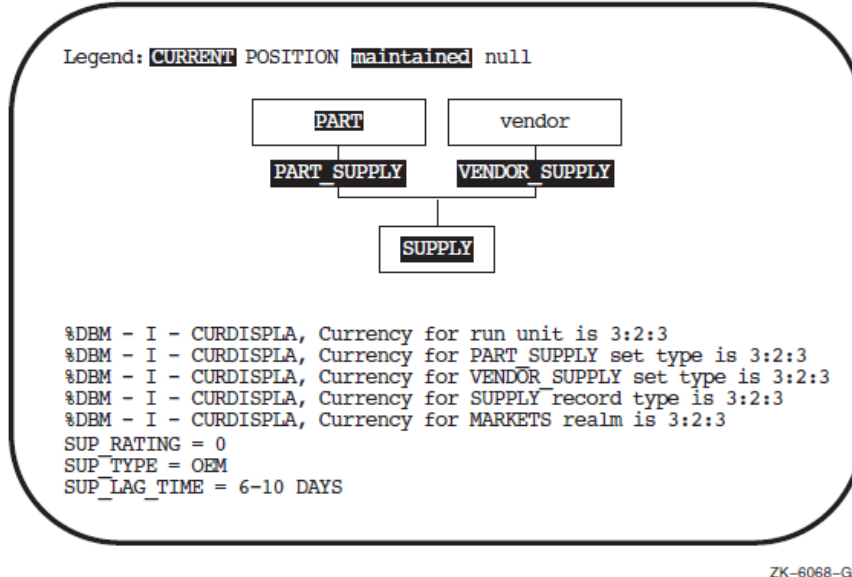 Legend: CURRENT POSITION maintained null
PART vendor
PART_SUPPLY VENDOR_SUPPLY
SUPPLY
%DBM - I - CURDISPLA, Currency for run unit is 3:2:3
%DBM - I - CURDISPLA, Currency for PART_SUPPLY set type is 3:2:3
%DBM - I - CURDISPLA, Currency for VENDOR_SUPPLY set type is 3:2:3
%DBM - I - CURDISPLA, Currency for SUPPLY record type is 3:2:3
%DBM - I - CURDISPLA, Currency for MARKETS realm is 3:2:3
SUP_RATING = 0
SUP_TYPE = OEM
SUP_LAG_TIME = 6-10 DAYS
ZK-6068-G